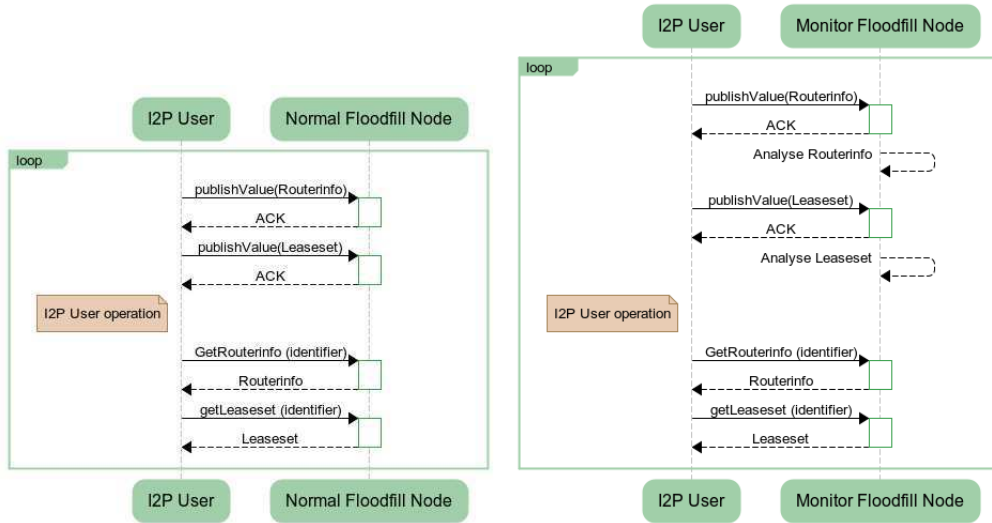 I2P User
Normal Floodfill Node
loop
publishValue(Routerinfo)
ACK
publishValue(Leaseset)
ACK
I2P User operation
GetRouterinfo (identifier)
Routerinfo
getLeaseset (identifier)
Leaseset
I2P User
Normal Floodfill Node
I2P User
Monitor Floodfill Node
loop
publishValue(Routerinfo)
ACK
Analyse Routerinfo
publishValue(Leaseset)
ACK
Analyse Leaseset
I2P User operation
GetRouterinfo (identifier)
Routerinfo
getLeaseset (identifier)
Leaseset
I2P User
Monitor Floodfill Node